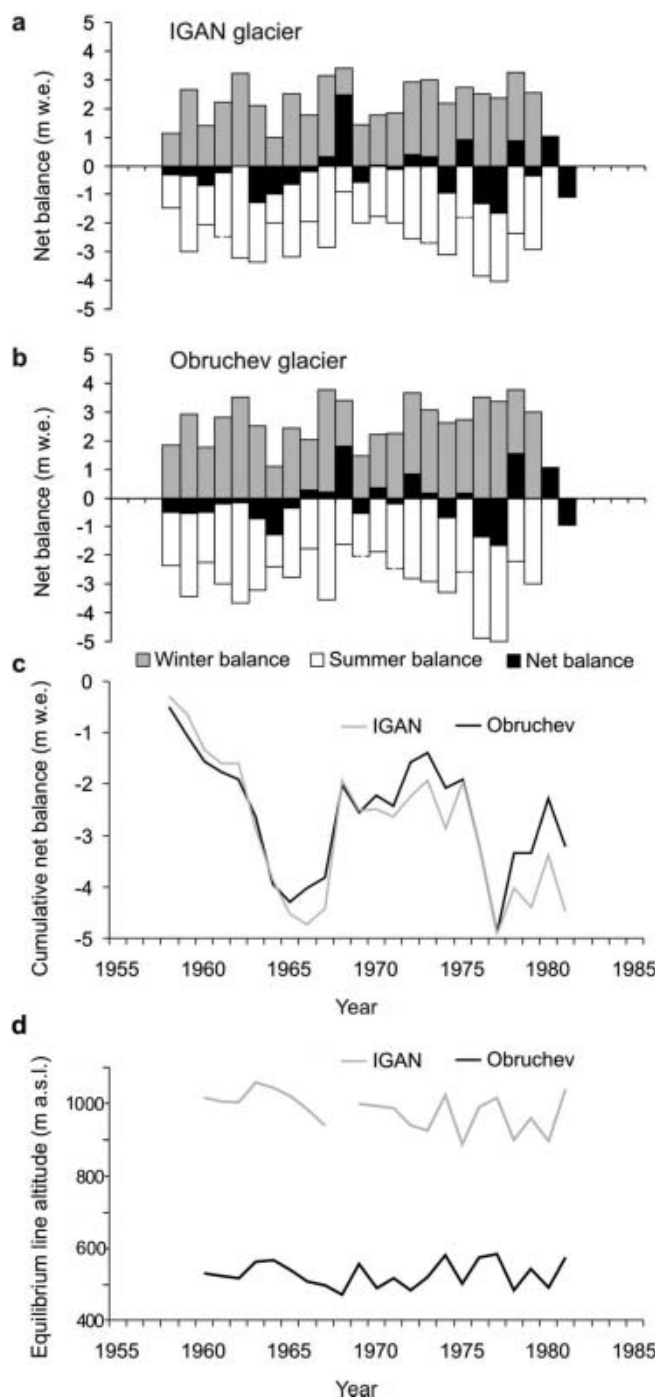 a
IGAN glacier
Net balance (m w.e.)
5
4
3
2
1
0
-1
-2
-3
-4
-5
b
Obruchev glacier
Net balance (m w.e.)
5
4
3
2
1
0
-1
-2
-3
-4
-5
Winter balance Summer balance Net balance
c
IGAN Obruchev
Cumulative net balance (m w.e.)
0
-1
-2
-3
-4
-5
1955 1960 1965 1970 1975 1980 1985
Year
d
IGAN Obruchev
Equilibrium line altitude (m a.s.l.)
1000
800
600
400
1955 1960 1965 1970 1975 1980 1985
Year